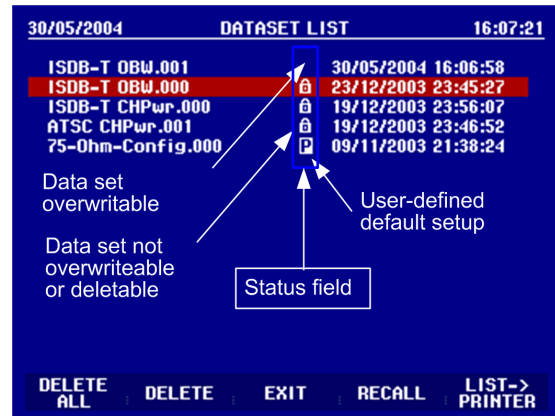 30/05/2004 DATASET LIST 16:07:21
ISDB-T OBW.001 30/05/2004 16:06:58
ISDB-T OBW.000 23/12/2003 23:45:27
ISDB-T CHPwr.000 19/12/2003 23:56:07
ATSC CHPwr.001 19/12/2003 23:46:52
75-Ohm-Config.000 P 09/11/2003 21:38:24
Data set
overwritable
User-defined
default setup
Data set not
overwriteable
or deletable
Status field
DELETE ALL DELETE EXIT RECALL LIST-> PRINTER